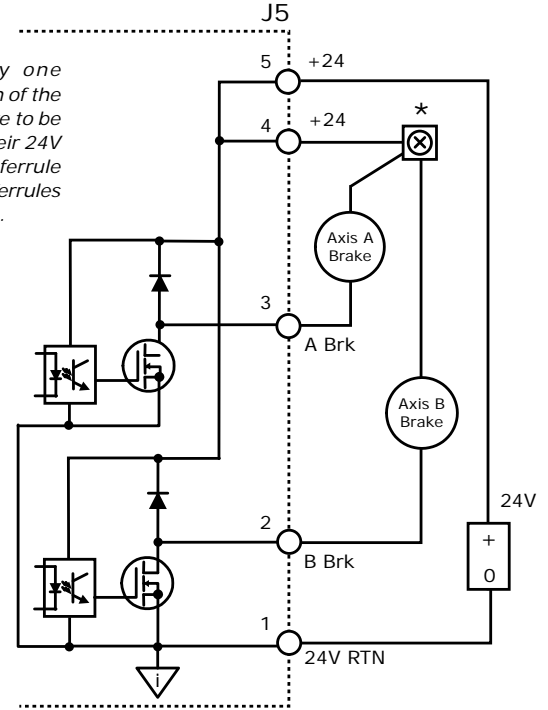 J5
y one
n of the
e to be
eir 24V
ferrule
errules
.
5 +24
4 +24
*
Axis A
Brake
3
A Brk
Axis B
Brake
2
B Brk
24V
+
0
1
24V RTN
i